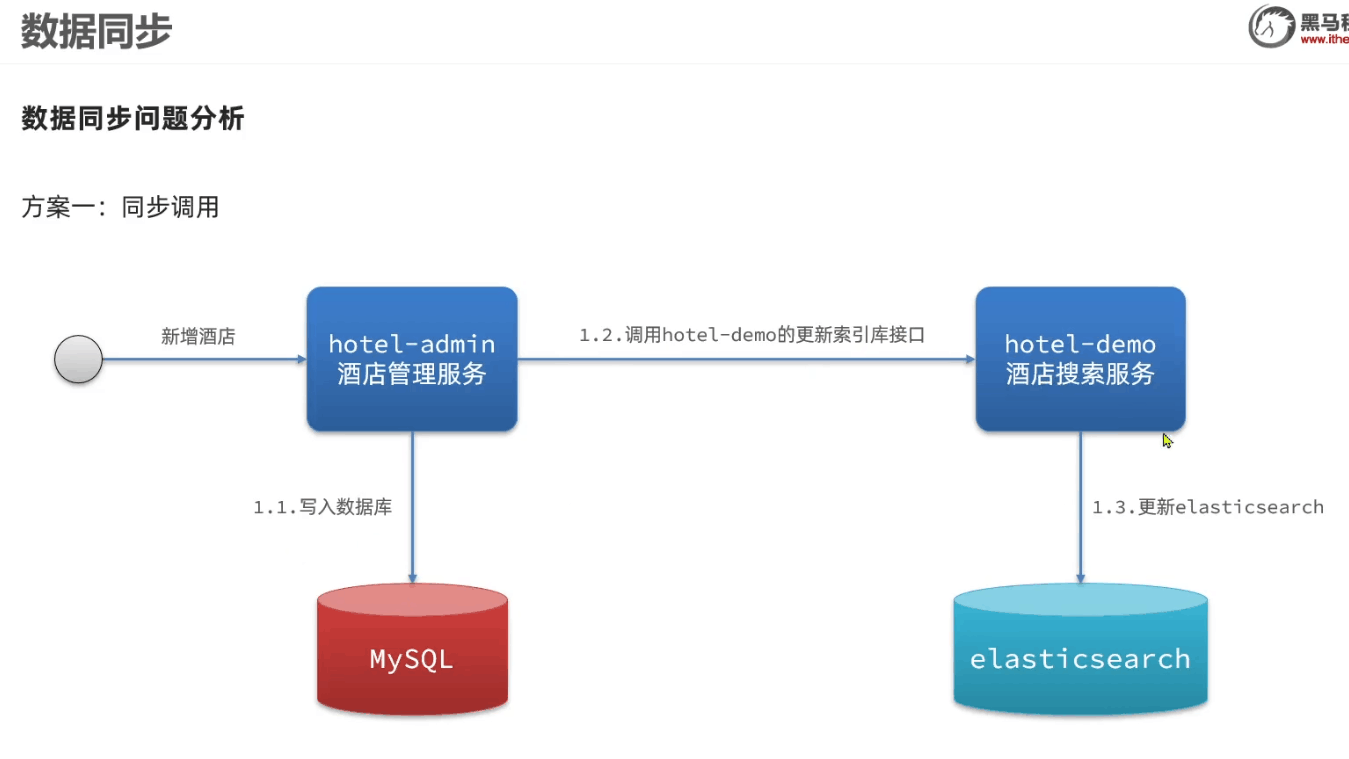 数据同步
黑马
www.ithe
数据同步问题分析
方案一：同步调用
新增酒店
hotel-admin
酒店管理服务
1.2.调用hotel-demo的更新索引库接口
hotel-demo
酒店搜索服务
1.1.写入数据库
1.3.更新elasticsearch
MySQL
elasticsearch